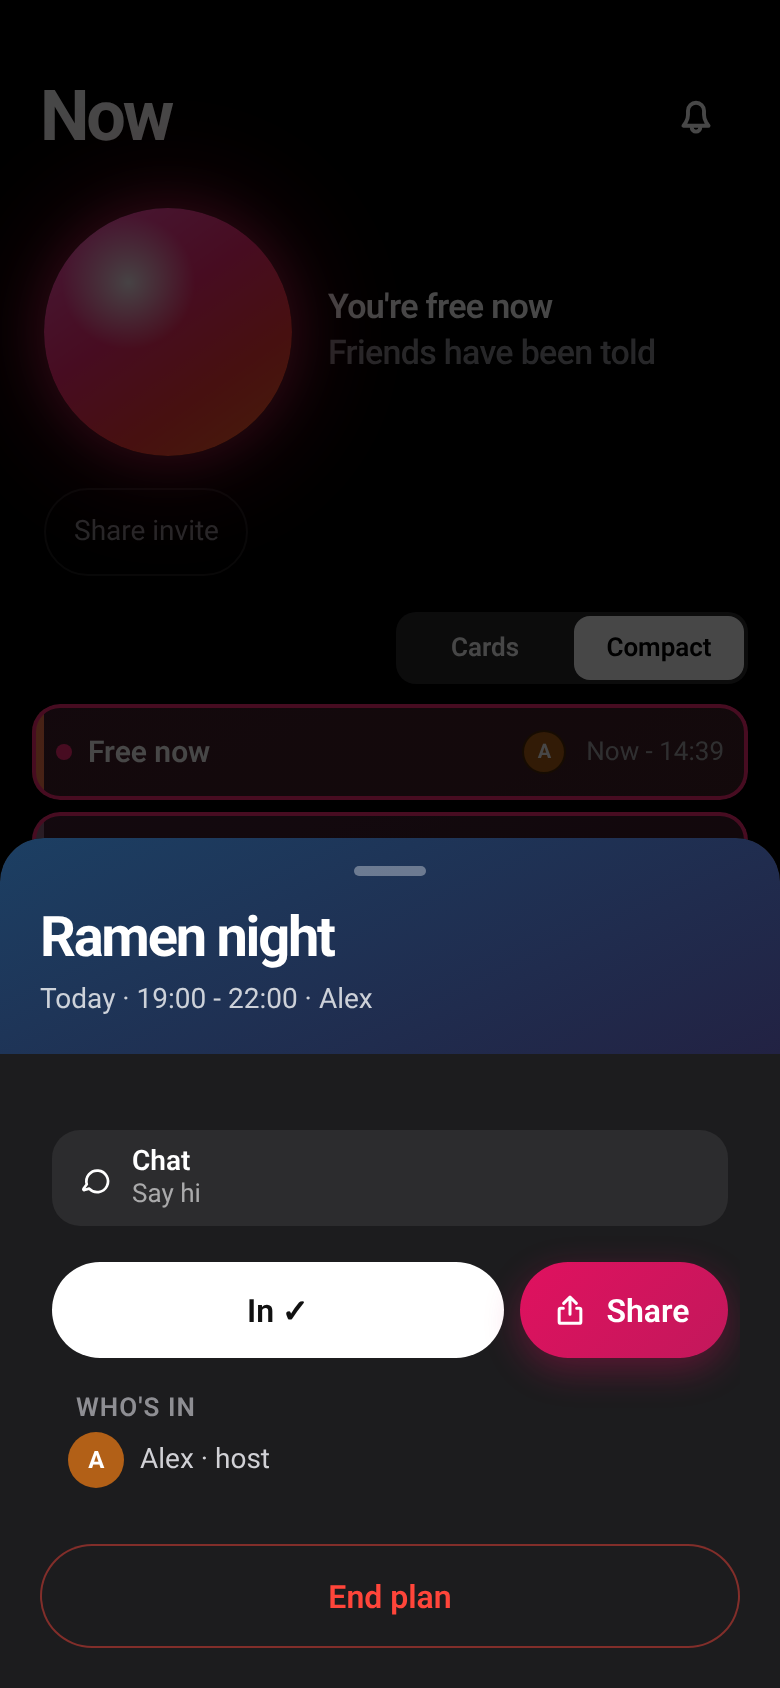 Now
You're free now
Friends have been told
Share invite
Cards
Compact
Free now
A
Now - 14:39
Ramen night
Today · 19:00 - 22:00 · Alex
Chat
Say hi
In ✓
Share
WHO'S IN
A
Alex · host
End plan